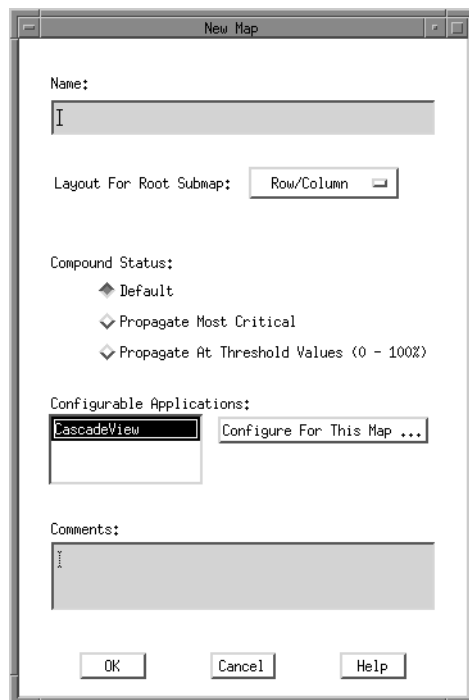 New Map
Name:
Layout For Root Submap: Row/Column
Compound Status:
Default
Propagate Most Critical
Propagate At Threshold Values (0 - 100%)
Configurable Applications:
CascadeView Configure For This Map ...
Comments:
OK Cancel Help